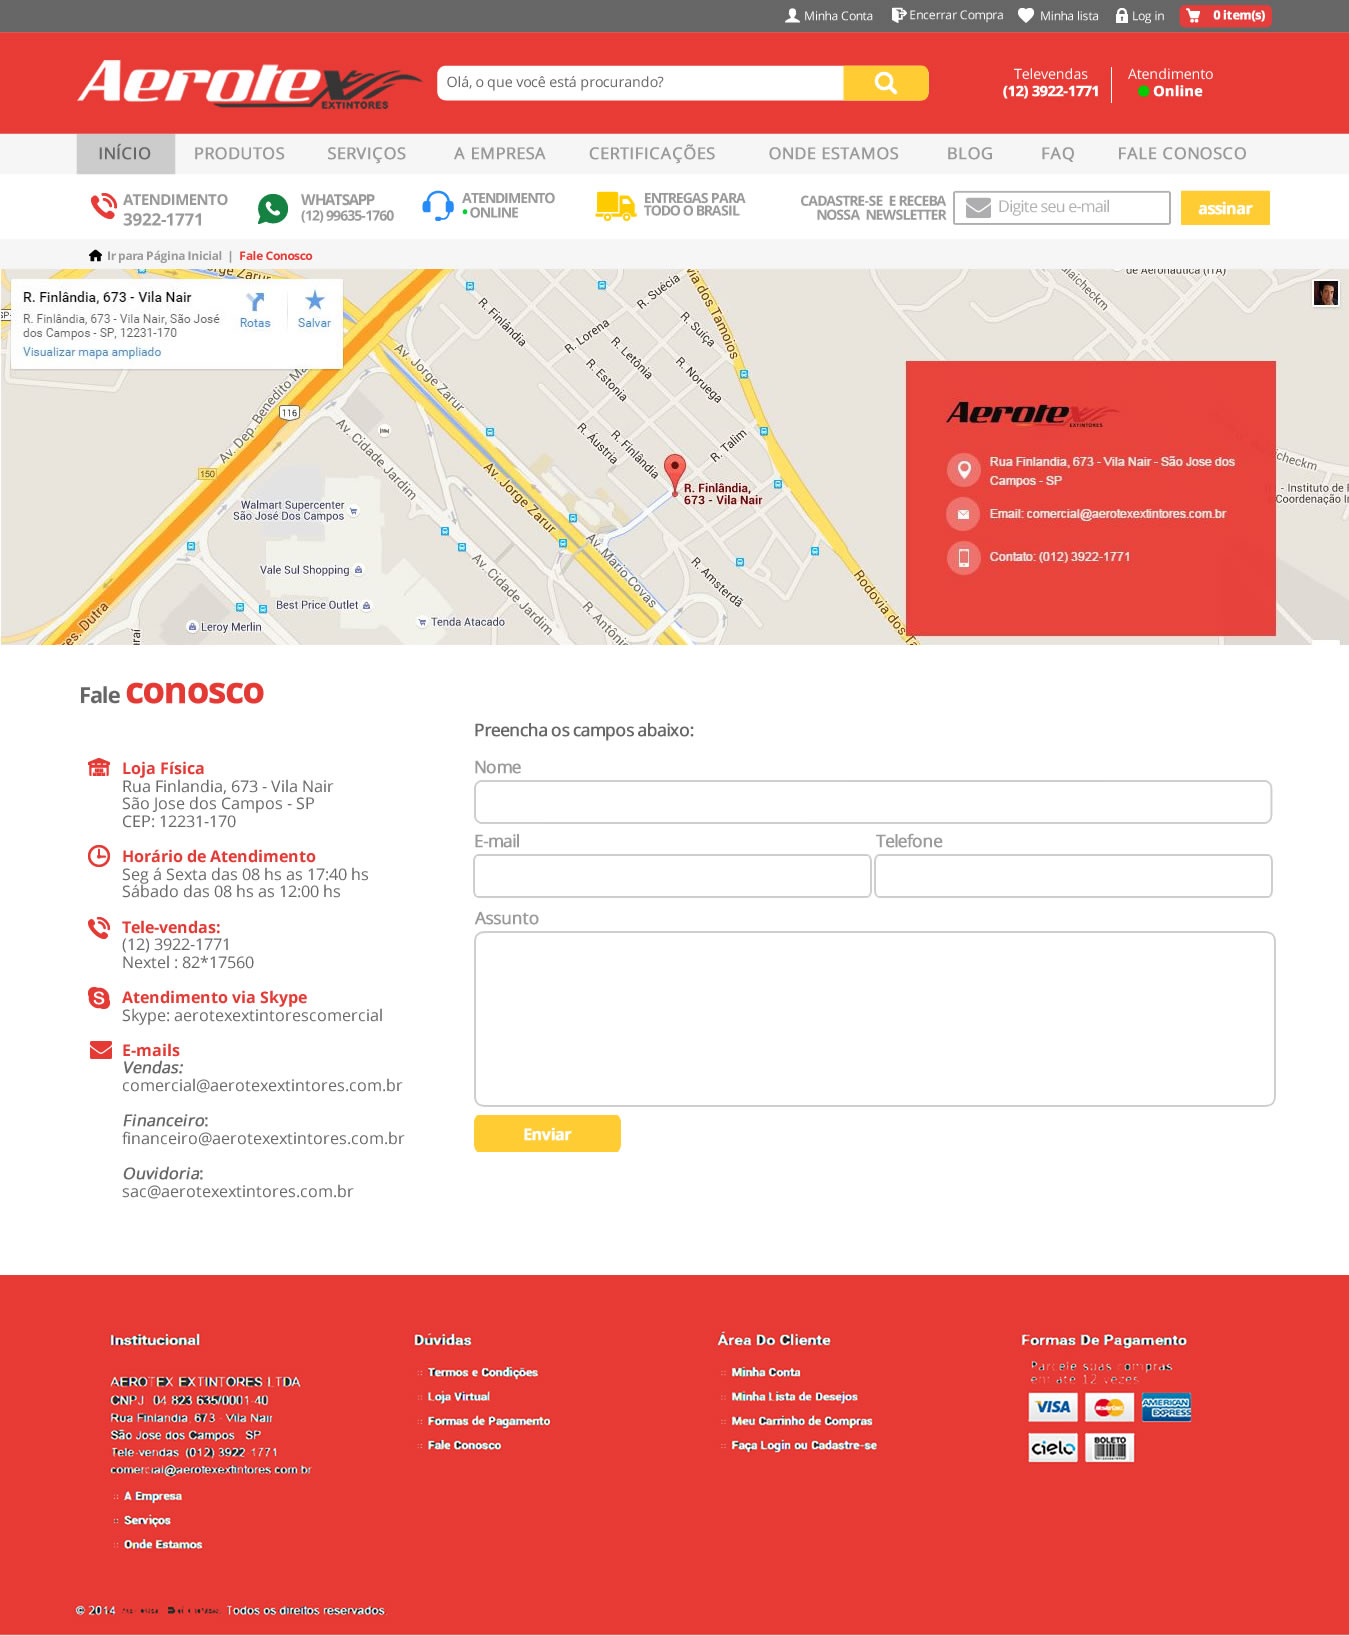 Minha Conta
Encerrar Compra
Minha lista
Log in
0 item(s)
Aerotex
EXTINTORES
Olá, o que você está procurando?
Televendas
(12) 3922-1771
Atendimento
Online
INÍCIO
PRODUTOS
SERVIÇOS
A EMPRESA
CERTIFICAÇÕES
ONDE ESTAMOS
BLOG
FAQ
FALE CONOSCO
ATENDIMENTO
3922-1771
WHATSAPP
(12) 99635-1760
ATENDIMENTO
ONLINE
ENTREGAS PARA
TODO O BRASIL
CADASTRE-SE E RECEBA
NOSSA NEWSLETTER
Digite seu e-mail
assinar
Ir para Página Inicial | Fale Conosco
R. Finlândia, 673 - Vila Nair
R. Finlândia, 673 - Vila Nair, São José
dos Campos - SP, 12231-170
Visualizar mapa ampliado
Rotas
Salvar
de Aeronáutica (ITA)
R. Finlândia
R. Suécia
R. Suíça
R. Lorena
R. Letônia
R. Estonia
R. Noruega
R. Áustria
R. Finlândia
R. Talim
Av. Jorge Zarur
Av. Jorge Zarur
Av. Cidade Jardim
Av. Cidade Jardim
Av. Mario Covas
R. Amsterdã
116
150
Walmart Supercenter
São José Dos Campos
Vale Sul Shopping
Best Price Outlet
Leroy Merlin
Tenda Atacado
R. Finlândia,
673 - Vila Nair
Aerotex
EXTINTORES
Rua Finlandia, 673 - Vila Nair - São Jose dos
Campos - SP
Email: comercial@aerotexextintores.com.br
Contato: (012) 3922-1771
Fale conosco
Loja Física
Rua Finlandia, 673 - Vila Nair
São Jose dos Campos - SP
CEP: 12231-170
Horário de Atendimento
Seg á Sexta das 08 hs as 17:40 hs
Sábado das 08 hs as 12:00 hs
Tele-vendas:
(12) 3922-1771
Nextel : 82*17560
Atendimento via Skype
Skype: aerotexextintorescomercial
E-mails
Vendas:
comercial@aerotexextintores.com.br
Financeiro:
financeiro@aerotexextintores.com.br
Ouvidoria:
sac@aerotexextintores.com.br
Preencha os campos abaixo:
Nome
E-mail
Telefone
Assunto
Enviar
Institucional
AEROTEX EXTINTORES LTDA
CNPJ 04 823 635/0001-40
Rua Finlandia, 673 - Vila Nair
São Jose dos Campos - SP
Tele-vendas: (012) 3922-1771
comercial@aerotexextintores.com.br
A Empresa
Serviços
Onde Estamos
Dúvidas
Termos e Condições
Loja Virtual
Formas de Pagamento
Fale Conosco
Área Do Cliente
Minha Conta
Minha Lista de Desejos
Meu Carrinho de Compras
Faça Login ou Cadastre-se
Formas De Pagamento
Parcele suas compras
em até 12 vezes
VISA
MasterCard
AMERICAN EXPRESS
cielo
BOLETO
© 2014
Todos os direitos reservados